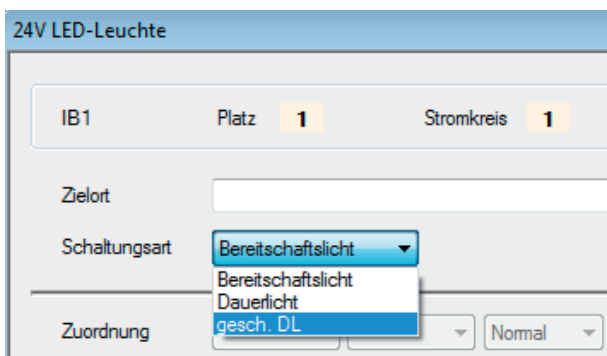 24V LED-Leuchte
IB1 Platz 1 Stromkreis 1
Zielort
Schaltungsart Bereitschaftslicht
Bereitschaftslicht
Dauerlicht
gesch. DL
Zuordnung Normal